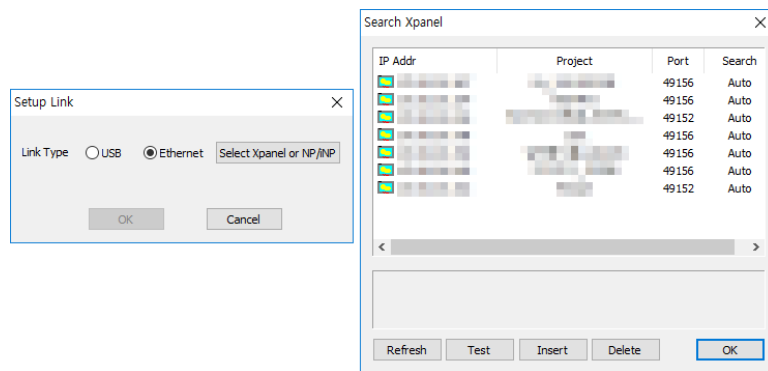 Setup Link
Link Type USB Ethernet Select Xpanel or NP/iNP
OK Cancel
Search Xpanel
IP Addr Project Port Search
49156 Auto
49156 Auto
49152 Auto
49156 Auto
49156 Auto
49156 Auto
49152 Auto
Refresh Test Insert Delete OK